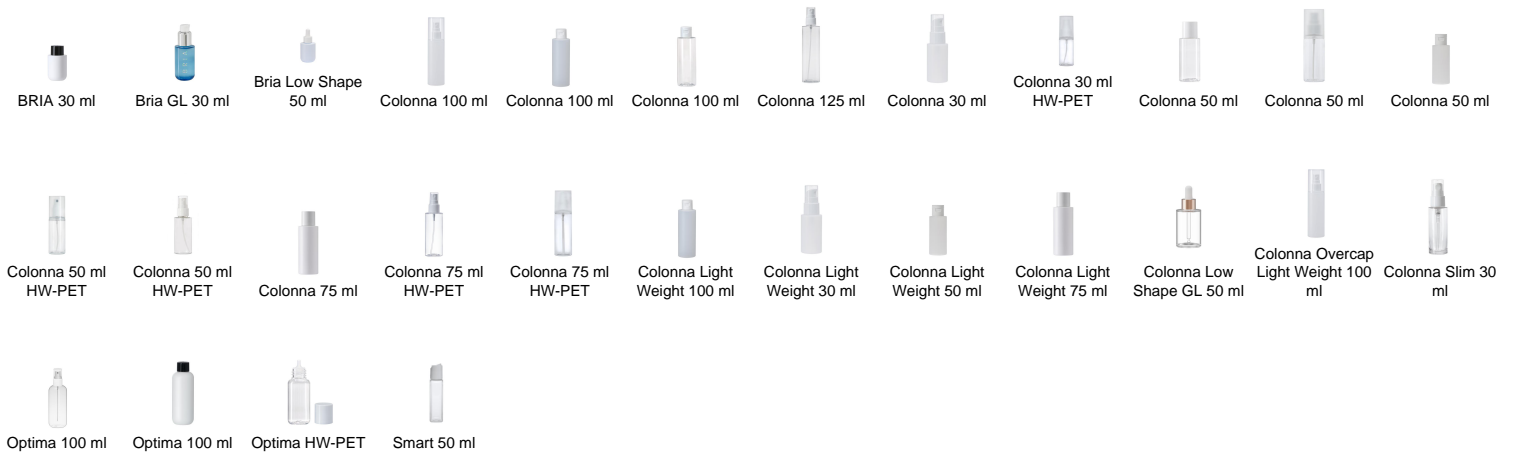 BRIA 30 ml
Bria GL 30 ml
Bria Low Shape
50 ml
Colonna 100 ml
Colonna 100 ml
Colonna 100 ml
Colonna 125 ml
Colonna 30 ml
Colonna 30 ml
HW-PET
Colonna 50 ml
Colonna 50 ml
Colonna 50 ml
Colonna 50 ml
HW-PET
Colonna 50 ml
HW-PET
Colonna 75 ml
Colonna 75 ml
HW-PET
Colonna 75 ml
HW-PET
Colonna Light
Weight 100 ml
Colonna Light
Weight 30 ml
Colonna Light
Weight 50 ml
Colonna Light
Weight 75 ml
Colonna Low
Shape GL 50 ml
Colonna Overcap
Light Weight 100
ml
Colonna Slim 30
ml
Optima 100 ml
Optima 100 ml
Optima HW-PET
Smart 50 ml